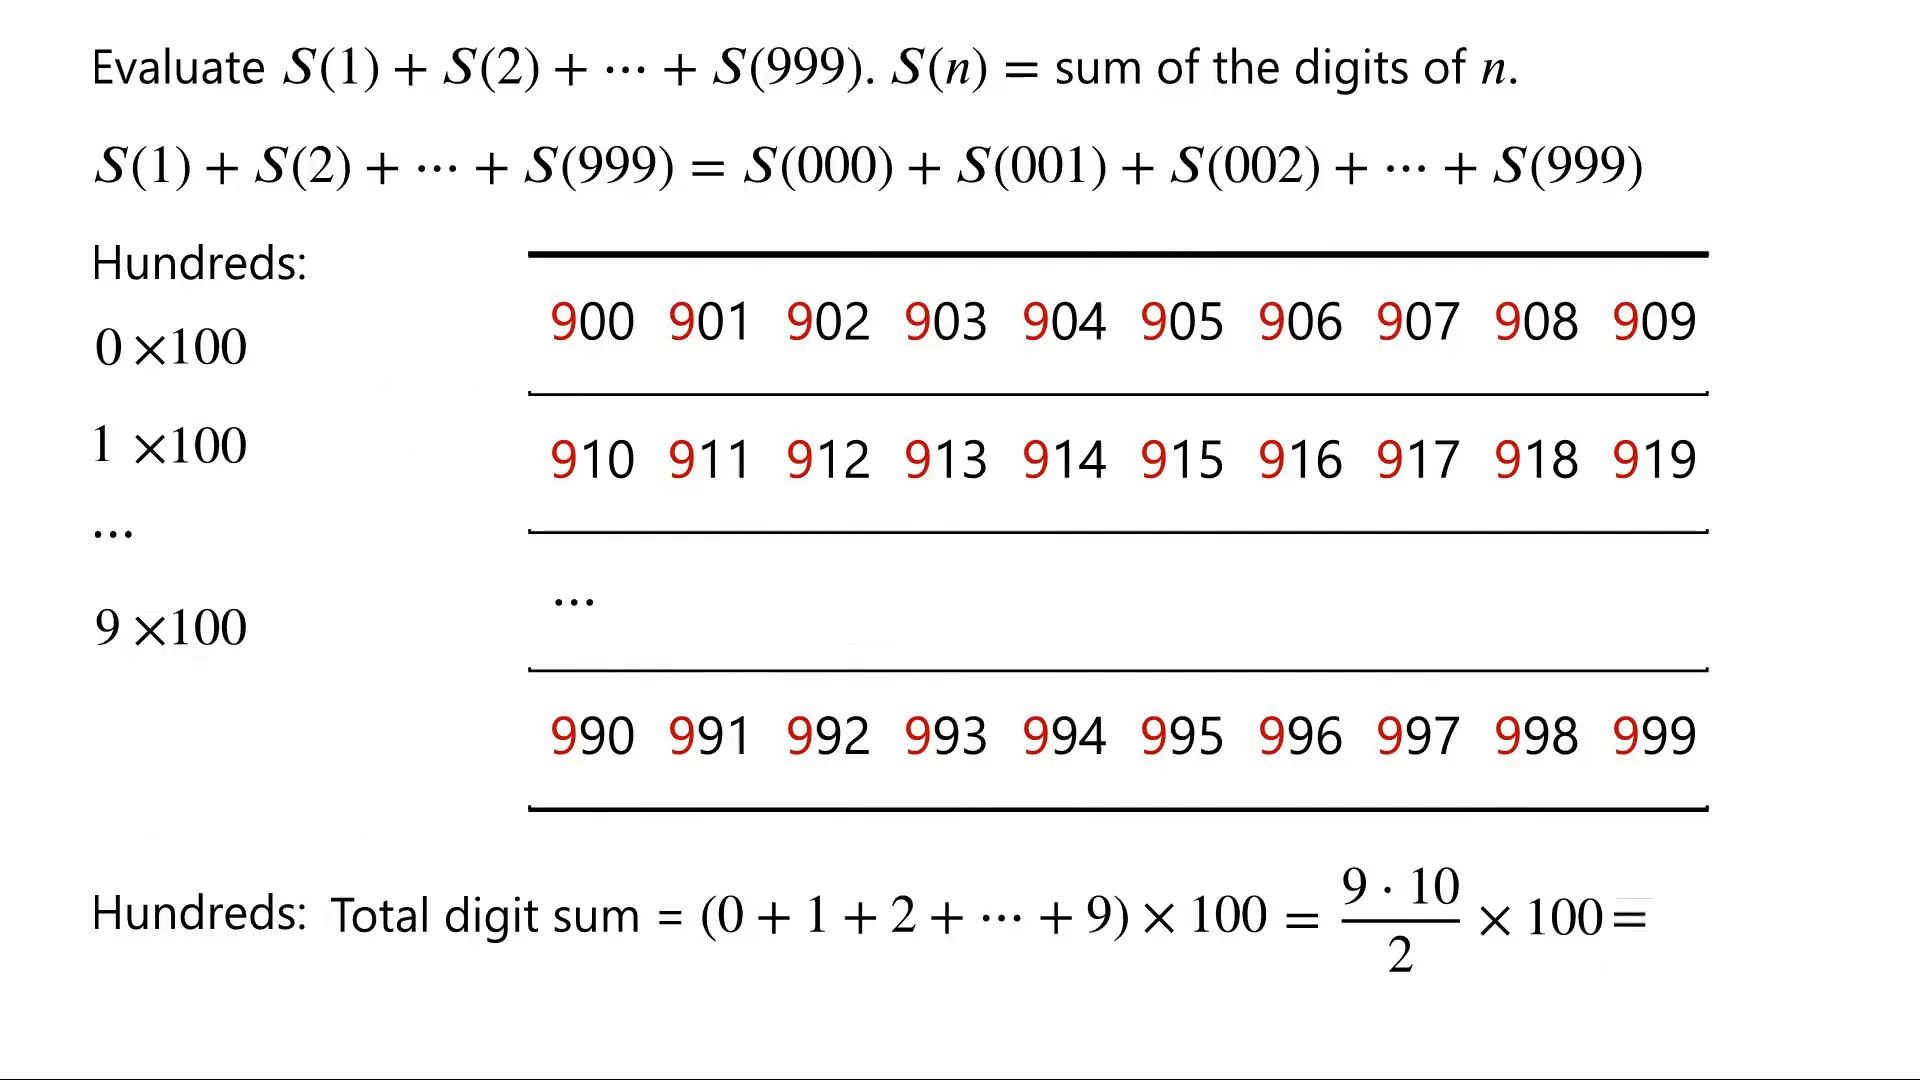 Evaluate S(1) + S(2) + ⋯ + S(999). S(n) = sum of the digits of n.
S(1) + S(2) + ⋯ + S(999) = S(000) + S(001) + S(002) + ⋯ + S(999)
Hundreds:
0 ×100
1 ×100
⋯
9 ×100
900 901 902 903 904 905 906 907 908 909
910 911 912 913 914 915 916 917 918 919
⋯
990 991 992 993 994 995 996 997 998 999
Hundreds: Total digit sum = (0 + 1 + 2 + ⋯ + 9) × 100 = \frac{9 · 10}{2} × 100 =